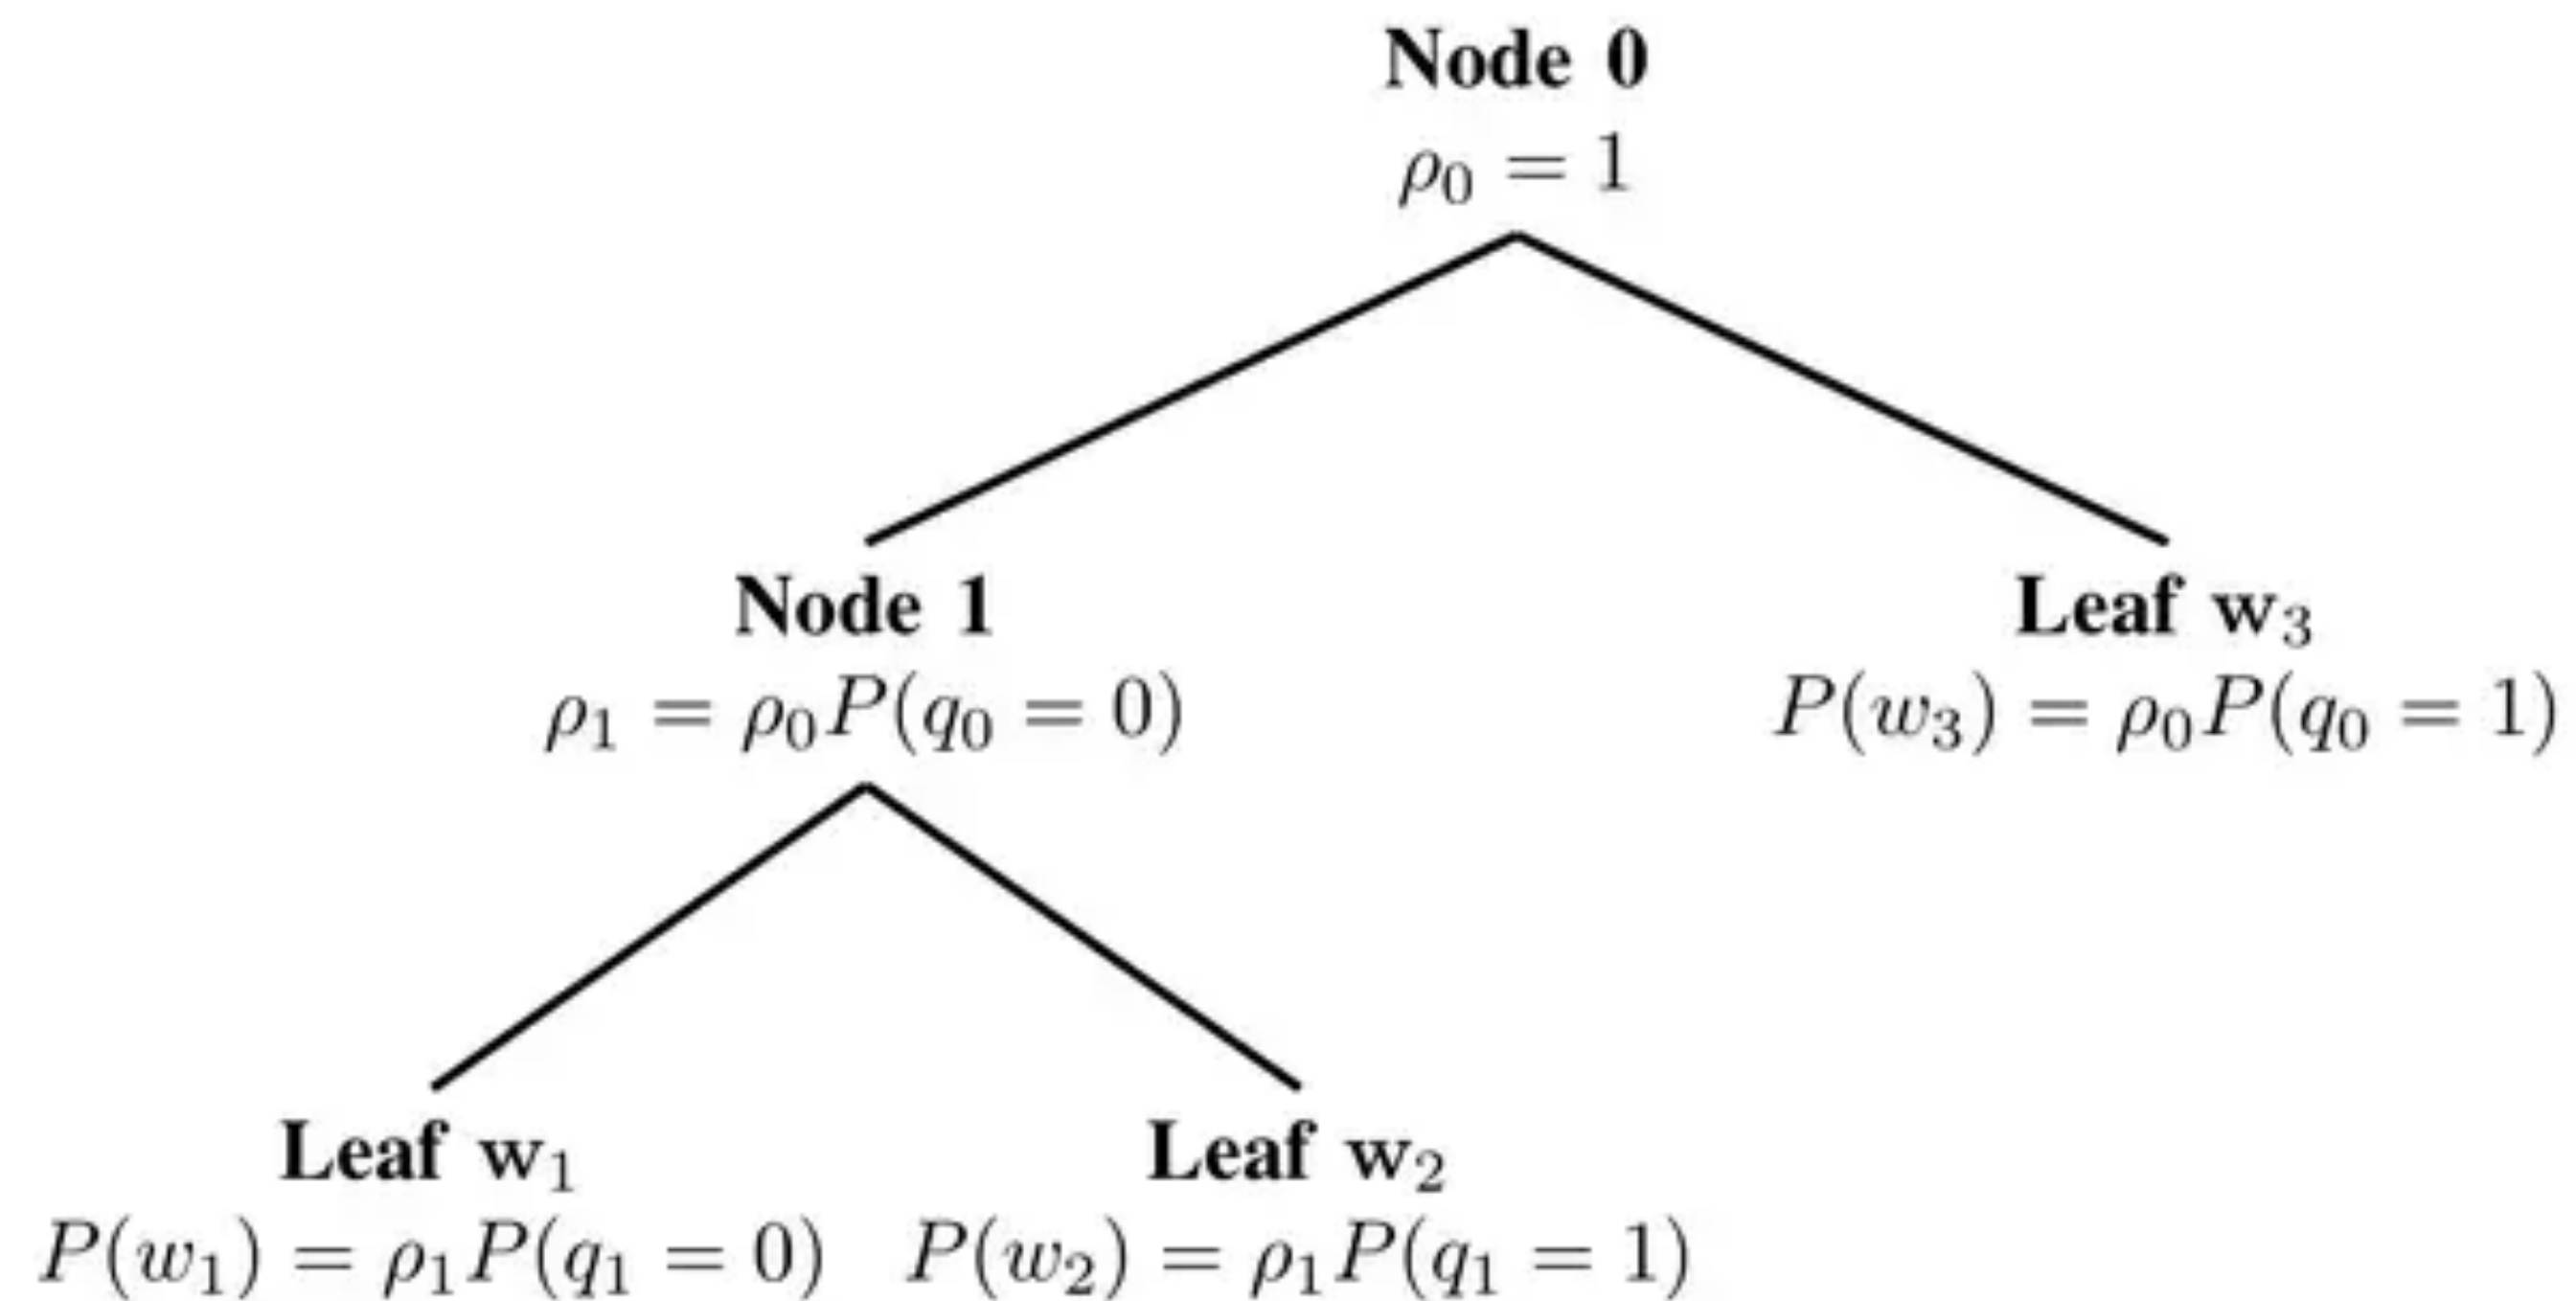 Node 0
ρ₀ = 1
Node 1
ρ₁ = ρ₀P(q₀ = 0)
Leaf w₃
P(w₃) = ρ₀P(q₀ = 1)
Leaf w₁
P(w₁) = ρ₁P(q₁ = 0)
Leaf w₂
P(w₂) = ρ₁P(q₁ = 1)